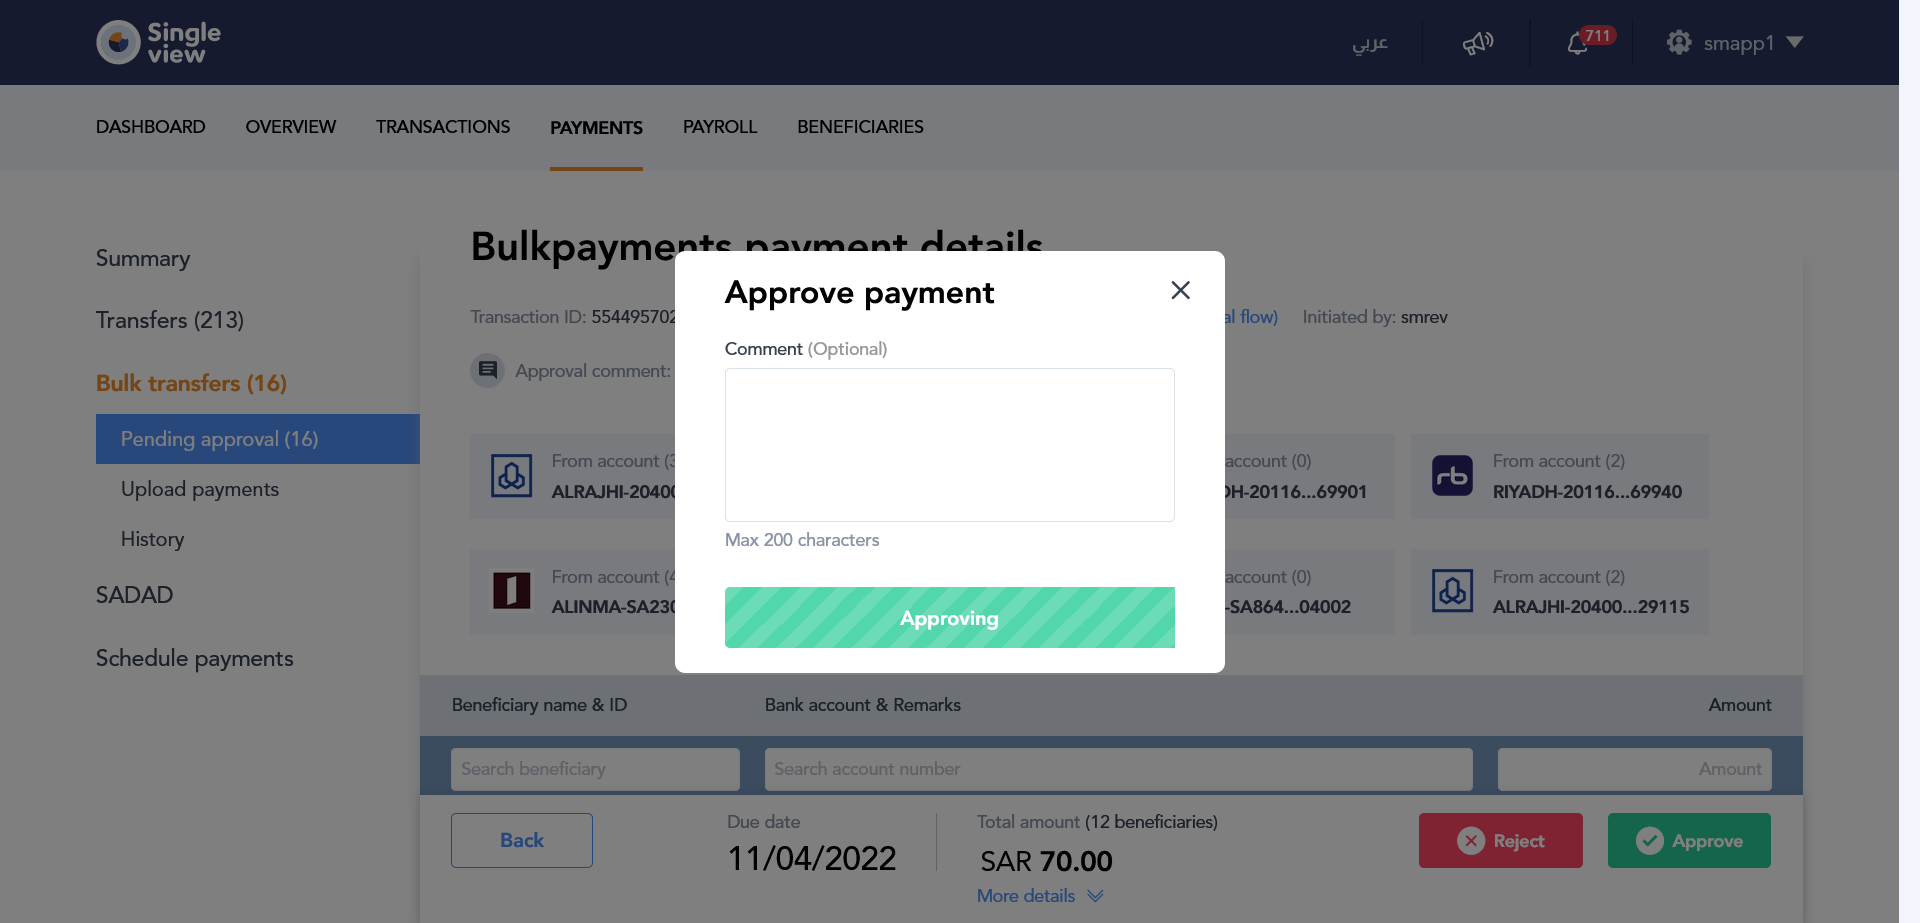 Single
view
عربي
711
smapp1
DASHBOARD
OVERVIEW
TRANSACTIONS
PAYMENTS
PAYROLL
BENEFICIARIES
Summary
Transfers (213)
Bulk transfers (16)
Pending approval (16)
Upload payments
History
SADAD
Schedule payments
Bulkpayments payment details
Transaction ID: 55449570
flow)
Initiated by: smrev
Approval comment:
Approve payment
Comment (Optional)
Max 200 characters
Approving
From account
ALRAJHI-20400
account (0)
-20116...69901
rb
From account (2)
RIYADH-20116...69940
From account
ALINMA-SA230
account (0)
-SA864...04002
From account (2)
ALRAJHI-20400...29115
Beneficiary name & ID
Bank account & Remarks
Amount
Search beneficiary
Search account number
Amount
Back
Due date
11/04/2022
Total amount (12 beneficiaries)
SAR 70.00
More details
Reject
Approve